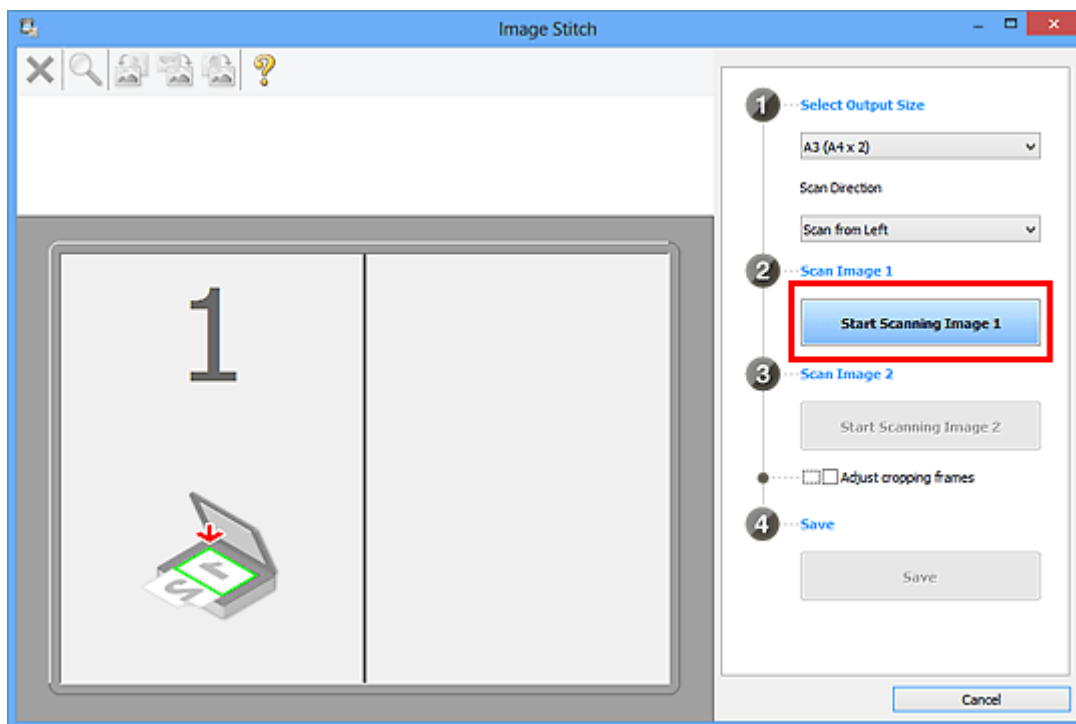 Image Stitch
1
Select Output Size
A3 (A4 x 2)
Scan Direction
Scan from Left
2
Scan Image 1
Start Scanning Image 1
3
Scan Image 2
Start Scanning Image 2
Adjust cropping frames
4
Save
Save
Cancel
1